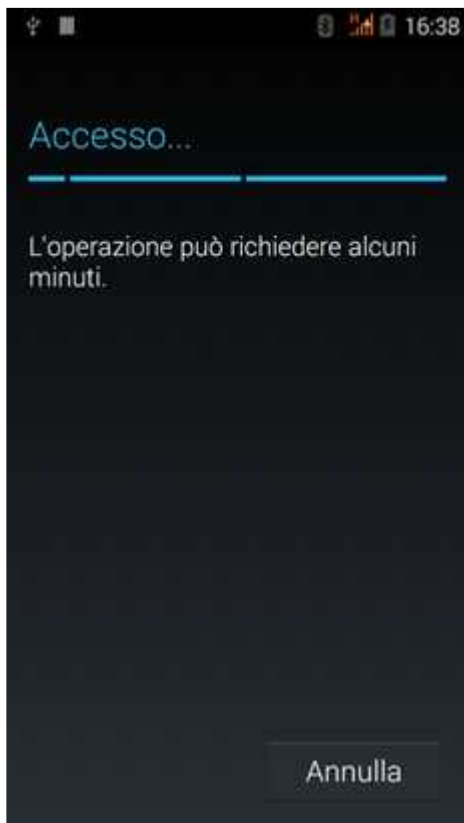 16:38
Accesso...
L'operazione può richiedere alcuni
minuti.
Annulla